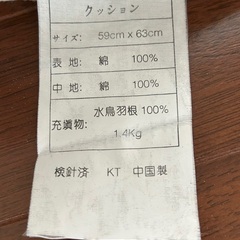 クッション
サイズ: 59cm x 63cm
表地: 綿 100%
中地: 綿 100%
充填物: 水鳥羽根 100%
1.4Kg
検針済 KT 中国製